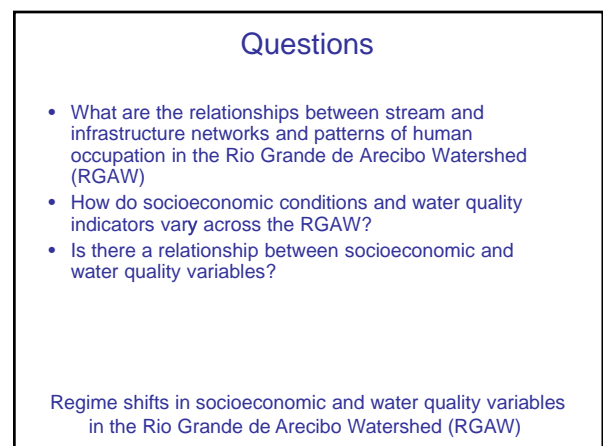 Questions
• What are the relationships between stream and
infrastructure networks and patterns of human
occupation in the Rio Grande de Arecibo Watershed
(RGAW)
• How do socioeconomic conditions and water quality
indicators vary across the RGAW?
• Is there a relationship between socioeconomic and
water quality variables?
Regime shifts in socioeconomic and water quality variables
in the Rio Grande de Arecibo Watershed (RGAW)